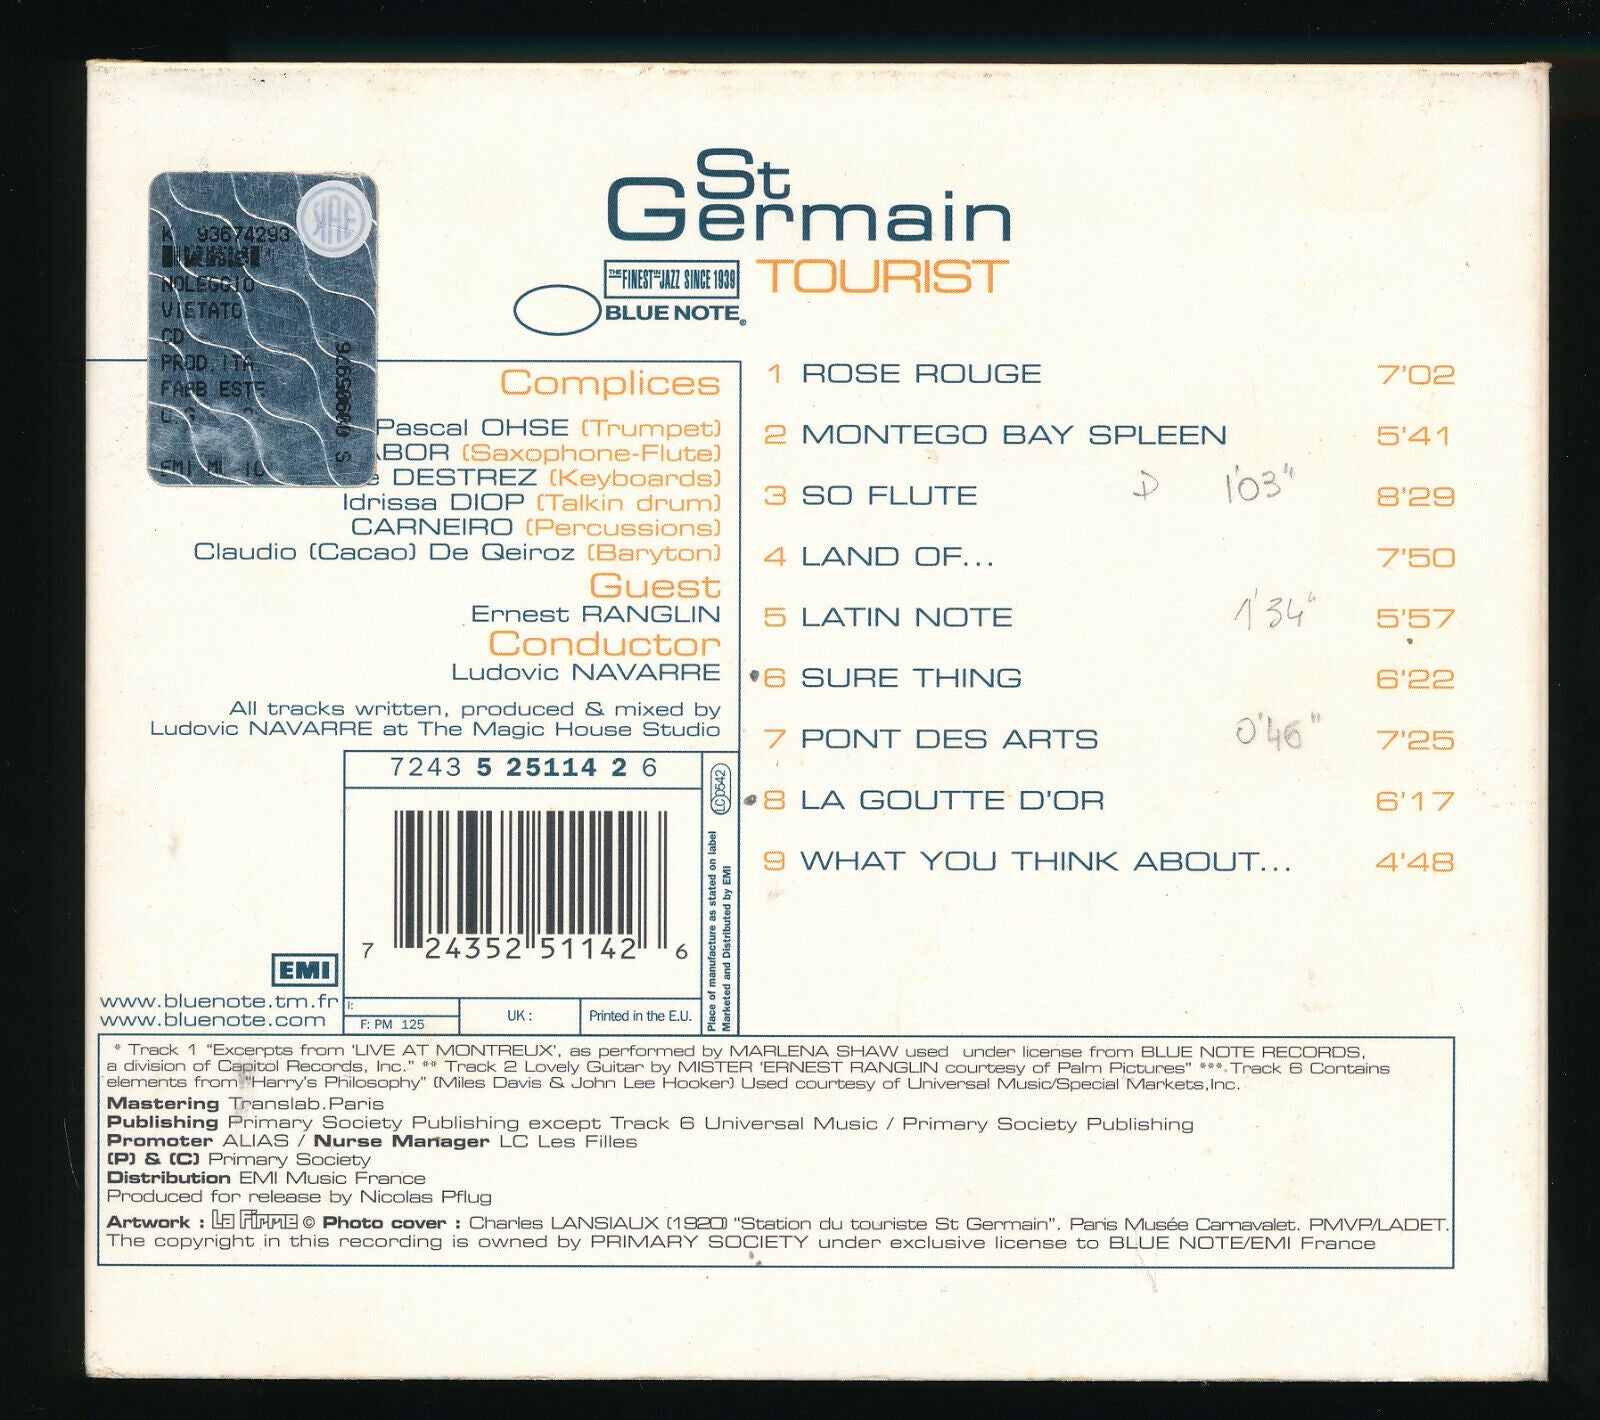 St
Germain
TOURIST
THE FINEST IN JAZZ SINCE 1939
BLUE NOTE®
K 93674293
NOLEGGIO
VIETATO
CD
PROD. ITA.
FABB ESTE
EMI MI
S 00905976
Complices
Pascal OHSE (Trumpet)
ABOR (Saxophone-Flute)
e DESTREZ (Keyboards)
Idrissa DIOP (Talkin drum)
CARNEIRO (Percussions)
Claudio (Cacao) De Qeiroz (Baryton)
Guest
Ernest RANGLIN
Conductor
Ludovic NAVARRE
All tracks written, produced & mixed by
Ludovic NAVARRE at The Magic House Studio
1 ROSE ROUGE 7'02
2 MONTEGO BAY SPLEEN 5'41
3 SO FLUTE D 1'03" 8'29
4 LAND OF... 7'50
5 LATIN NOTE 1'34" 5'57
6 SURE THING 6'22
7 PONT DES ARTS 0'46" 7'25
8 LA GOUTTE D'OR 6'17
9 WHAT YOU THINK ABOUT... 4'48
7243 5 25114 2 6
LC 0542
7 24352 51142 6
Place of manufacture as stated on label
Marketed and Distributed by EMI
EMI
www.bluenote.tm.fr
www.bluenote.com
I:
F: PM 125
UK :
Printed in the E.U.
* Track 1 "Excerpts from 'LIVE AT MONTREUX', as performed by MARLENA SHAW used under license from BLUE NOTE RECORDS,
a division of Capitol Records, Inc." ** Track 2 Lovely Guitar by MISTER 'ERNEST RANGLIN courtesy of Palm Pictures" ***.Track 6 Contains
elements from "Harry's Philosophy" (Miles Davis & John Lee Hooker) Used courtesy of Universal Music/Special Markets,Inc.
Mastering Translab.Paris
Publishing Primary Society Publishing except Track 6 Universal Music / Primary Society Publishing
Promoter ALIAS / Nurse Manager LC Les Filles
(P) & (C) Primary Society
Distribution EMI Music France
Produced for release by Nicolas Pflug
Artwork : La Firme © Photo cover : Charles LANSIAUX (1920) "Station du touriste St Germain". Paris Musée Carnavalet. PMVP/LADET.
The copyright in this recording is owned by PRIMARY SOCIETY under exclusive license to BLUE NOTE/EMI France